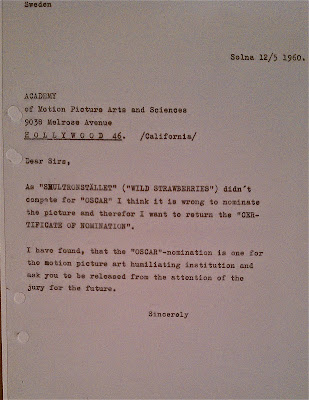 Sweden
Solna 12/5 1960.
ACADEMY
of Motion Picture Arts and Sciences
9038 Melrose Avenue
HOLLYWOOD 46. /California/
Dear Sirs,
As "SMULTRONSTÄLLET" ("WILD STRAWBERRIES") didn´t
compate for "OSCAR" I think it is wrong to nominate
the picture and therefor I want to return the "CER-
TIFICATE OF NOMINATION".
I have found, that the "OSCAR"-nomination is one for
the motion picture art humiliating institution and
ask you to be released from the attention of the
jury for the future.
Sincerely